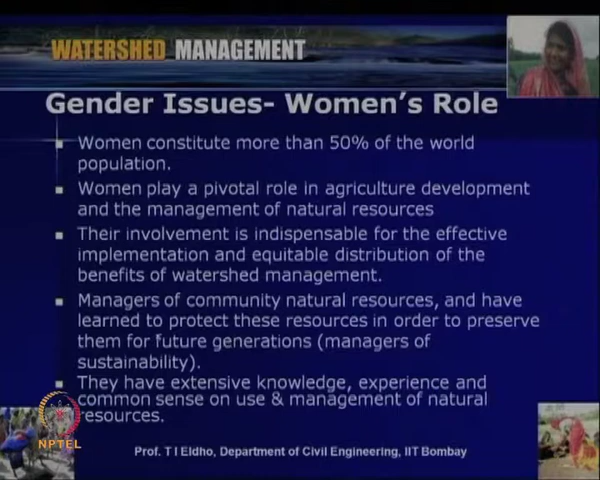 WATERSHED MANAGEMENT
Gender Issues- Women's Role
Women constitute more than 50% of the world
population.
Women play a pivotal role in agriculture development
and the management of natural resources
Their involvement is indispensable for the effective
implementation and equitable distribution of the
benefits of watershed management.
Managers of community natural resources, and have
learned to protect these resources in order to preserve
them for future generations (managers of
sustainability).
They have extensive knowledge, experience and
common sense on use & management of natural
resources.
NPTEL
Prof. T I Eldho, Department of Civil Engineering, IIT Bombay